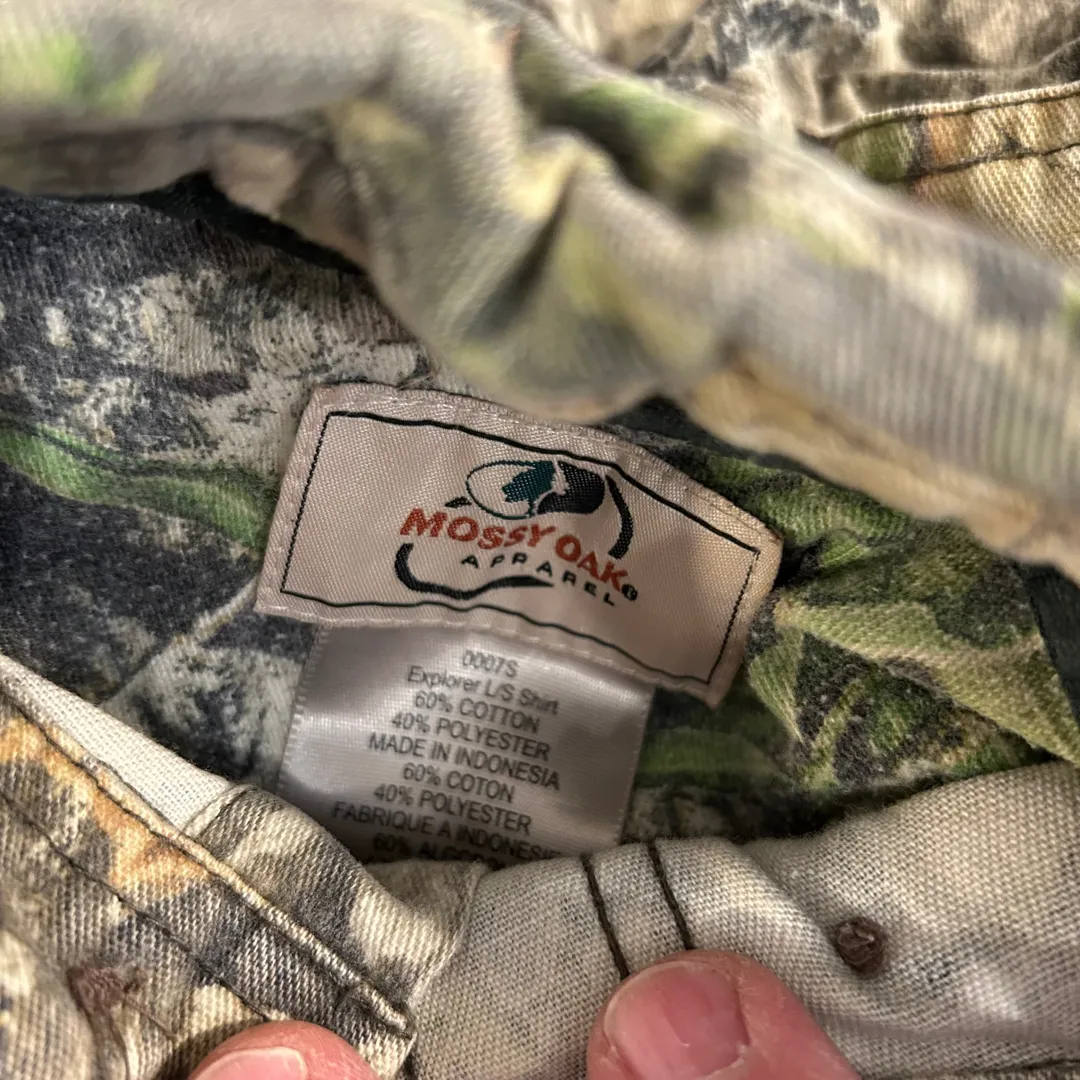 MOSSY OAK®
APPAREL
0007S
Explorer L/S Shirt
60% COTTON
40% POLYESTER
MADE IN INDONESIA
60% COTON
40% POLYESTER
FABRIQUE A INDONESIE
60%